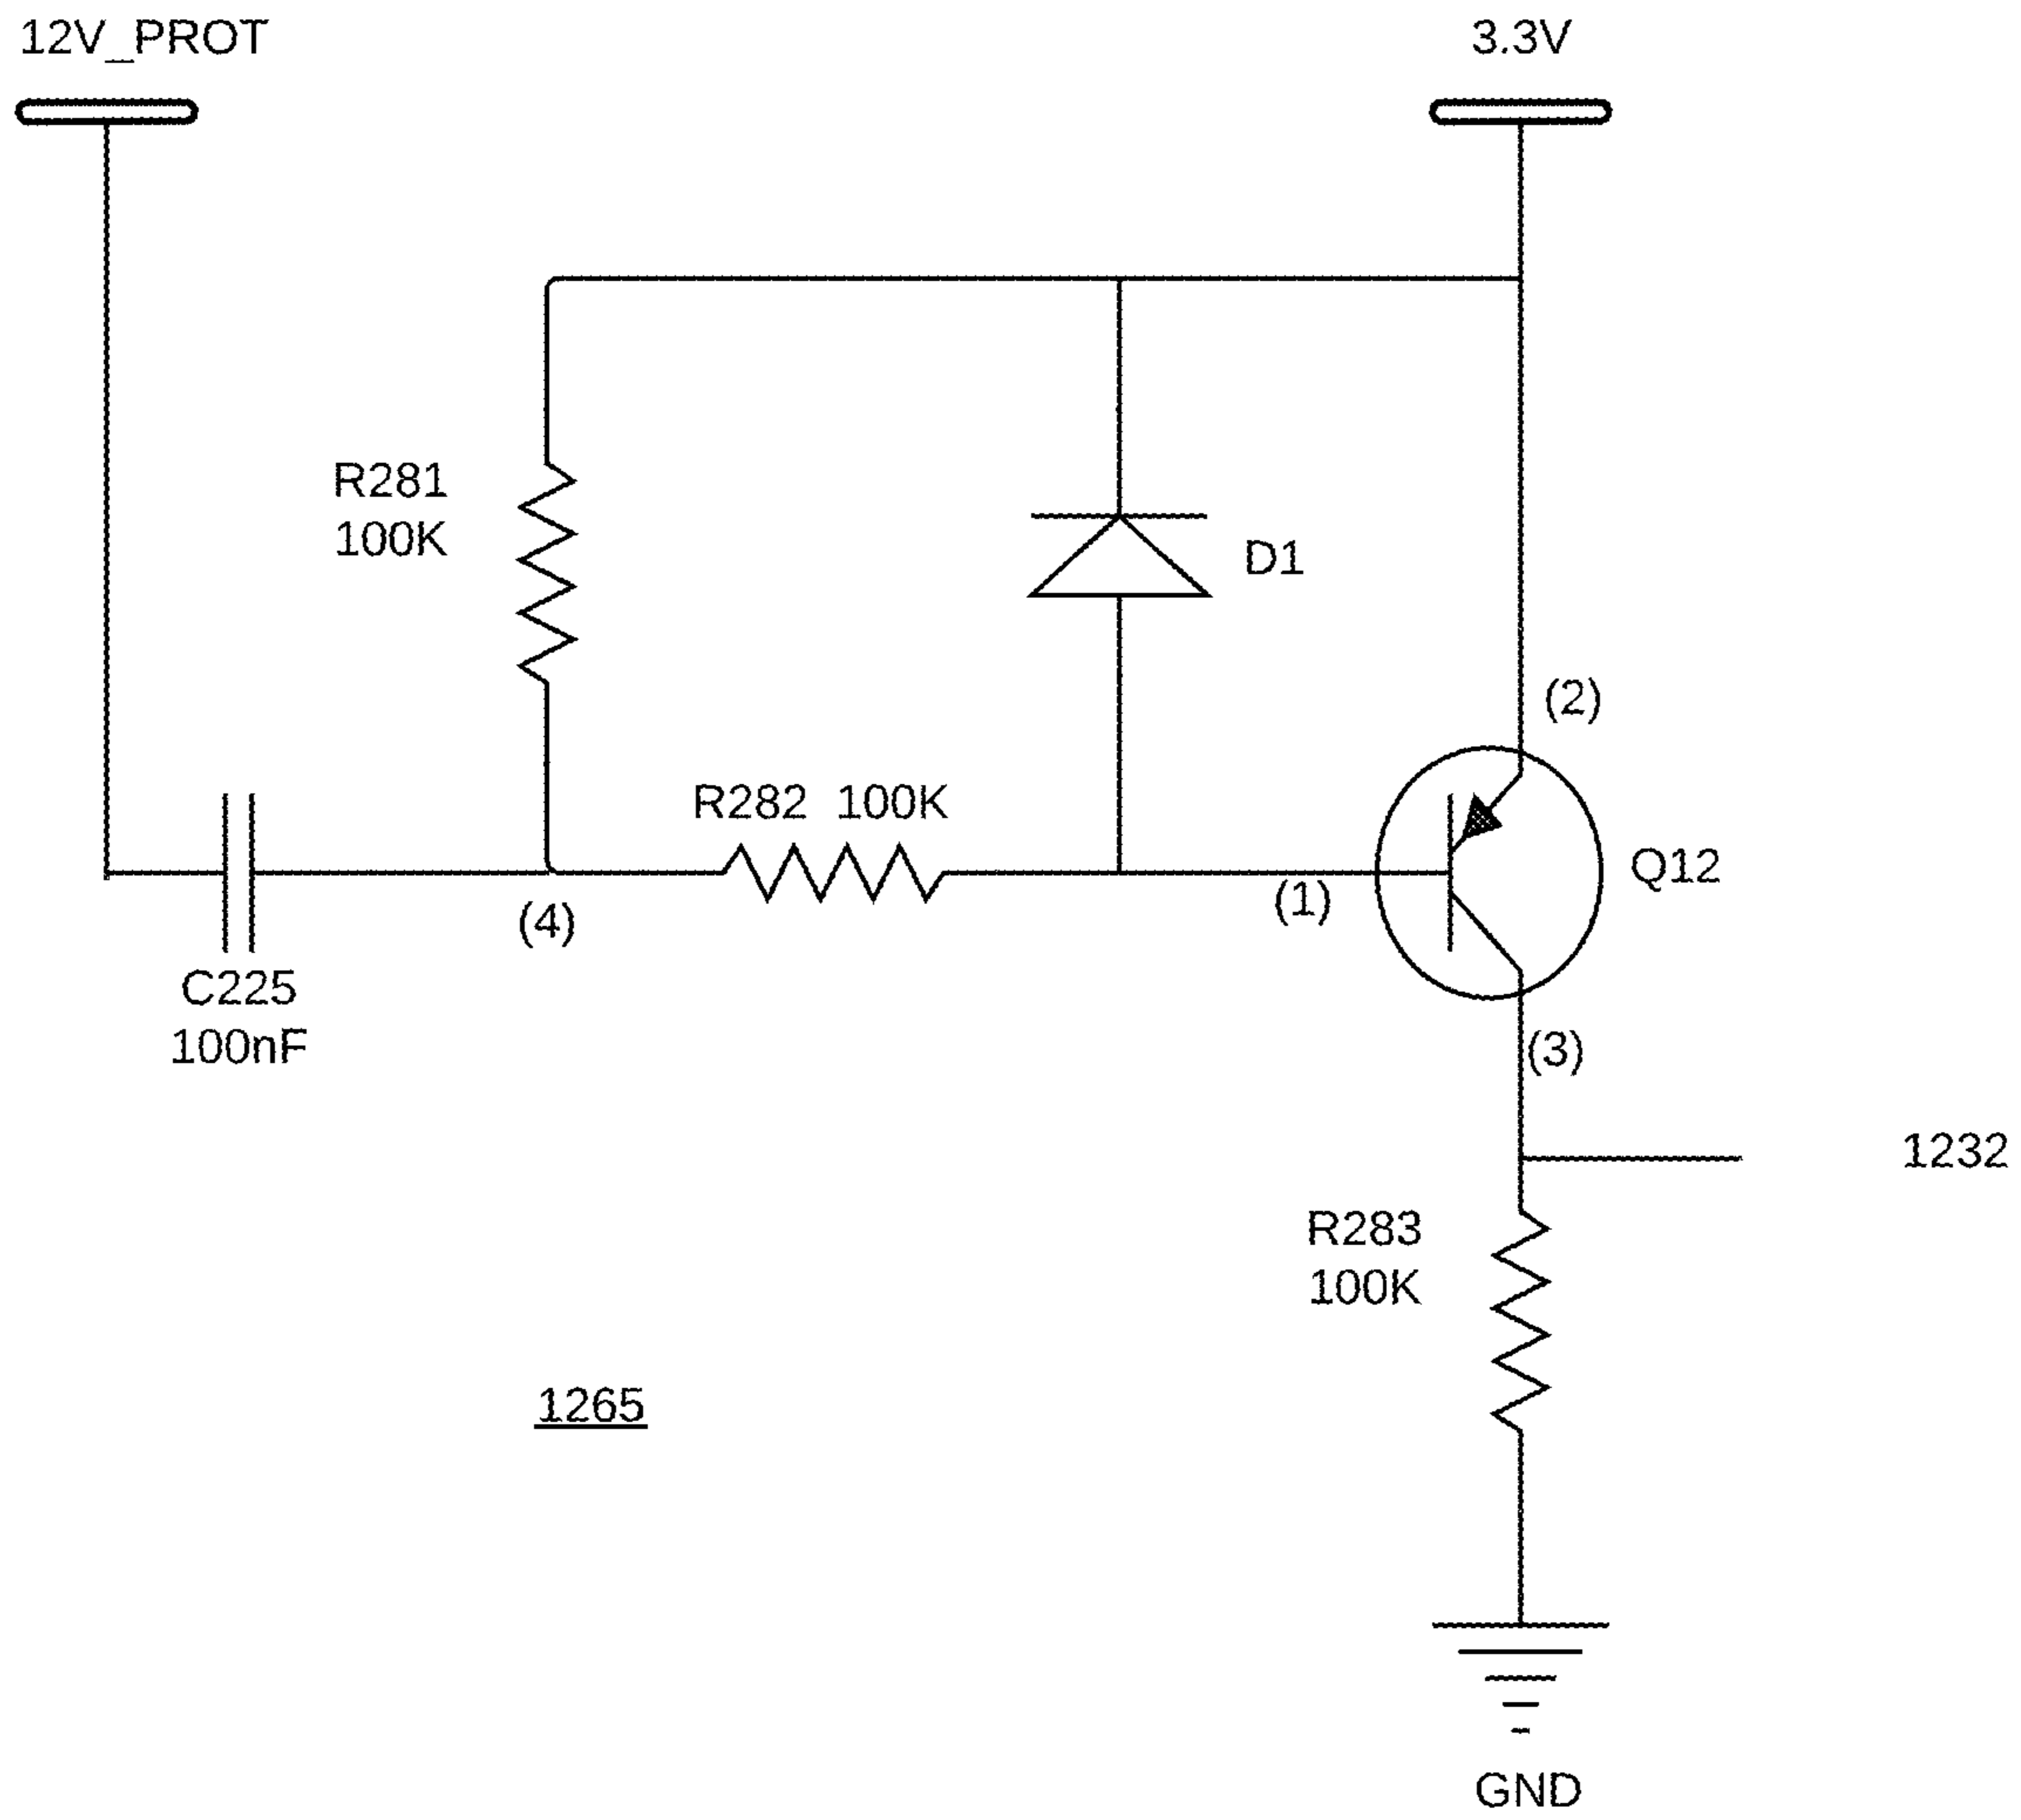 12V_PROT
3.3V
R281
100K
D1
(2)
R282 100K
Q12
(1)
(4)
C225
100nF
(3)
1232
R283
100K
1265
GND